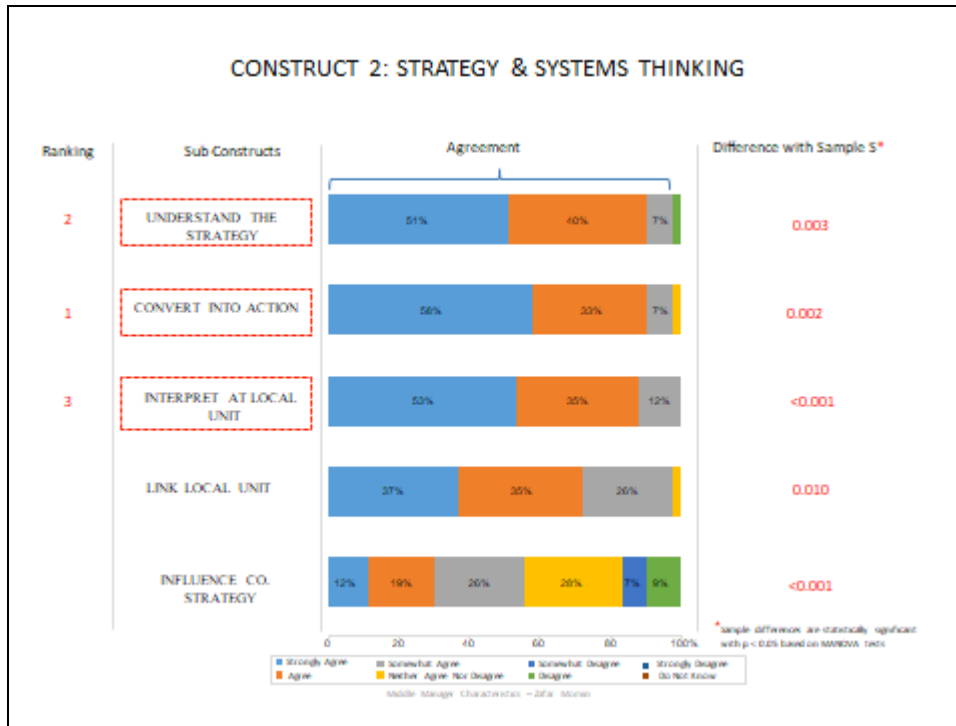 CONSTRUCT 2: STRATEGY & SYSTEMS THINKING
Ranking
Sub Constructs
Agreement
Difference with Sample S*
2
UNDERSTAND THE
STRATEGY
51%
40%
7%
0.003
1
CONVERT INTO ACTION
58%
33%
7%
0.002
3
INTERPRET AT LOCAL
UNIT
53%
35%
12%
<0.001
LINK LOCAL UNIT
37%
35%
26%
0.010
INFLUENCE CO.
STRATEGY
12%
19%
26%
28%
7%
9%
<0.001
0 20 40 60 80 100%
*Sample differences are statistically significant
with p < 0.05 based on MANOVA Tests
Strongly Agree Somewhat Agree Somewhat Disagree Strongly Disagree
Agree Neither Agree Nor Disagree Disagree Do Not Know
Middle Manager Characteristics –